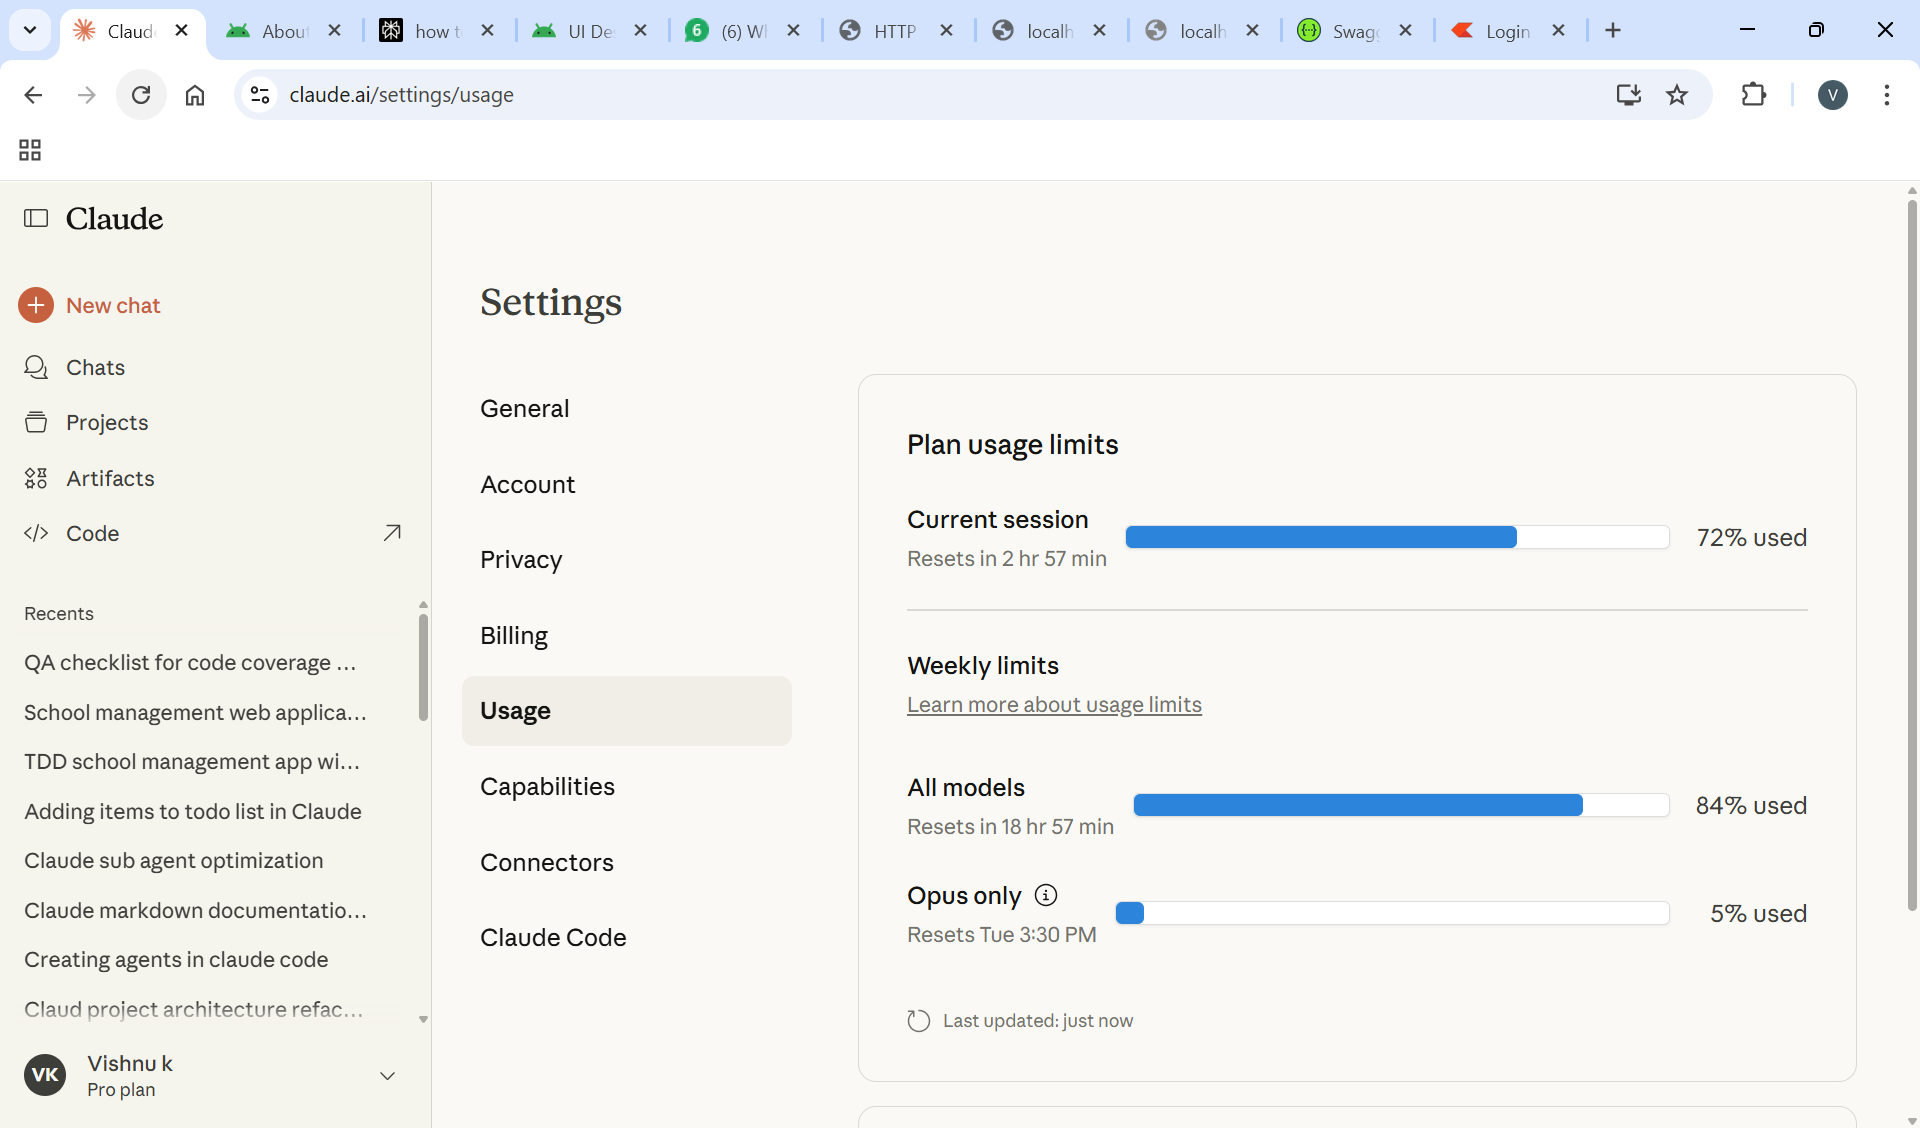 Claude
About
how t
UI De
6
(6) W
HTTP
localh
localh
Swag
Login
claude.ai/settings/usage
V
Claude
New chat
Chats
Projects
Artifacts
Code
Recents
QA checklist for code coverage ...
School management web applica...
TDD school management app wi...
Adding items to todo list in Claude
Claude sub agent optimization
Claude markdown documentatio...
Creating agents in claude code
Claud project architecture refac...
VK
Vishnu k
Pro plan
Settings
General
Account
Privacy
Billing
Usage
Capabilities
Connectors
Claude Code
Plan usage limits
Current session
Resets in 2 hr 57 min
72% used
Weekly limits
Learn more about usage limits
All models
Resets in 18 hr 57 min
84% used
Opus only
Resets Tue 3:30 PM
5% used
Last updated: just now